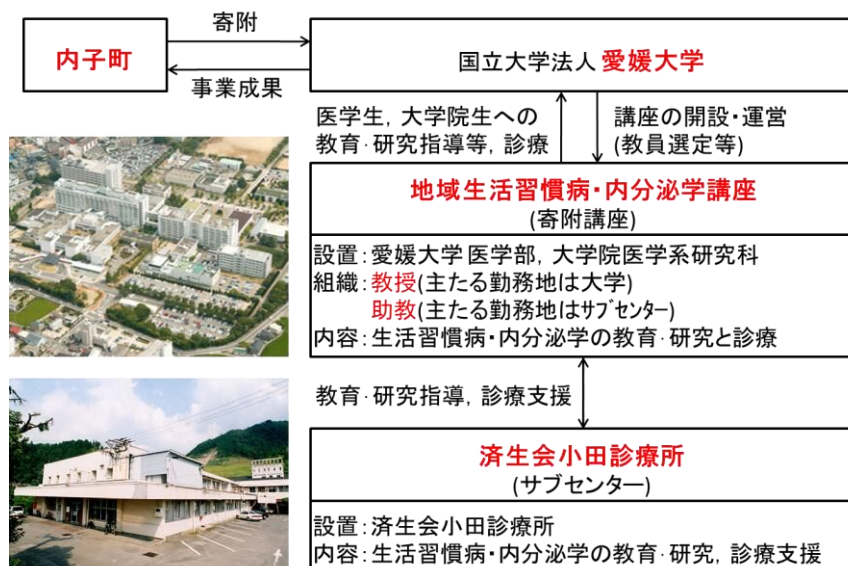 寄附
内子町
国立大学法人 愛媛大学
事業成果
医学生, 大学院生への
教育·研究指導等, 診療
講座の開設・運営
(教員選定等)
地域生活習慣病・内分泌学講座
(寄附講座)
設置：愛媛大学 医学部, 大学院医学系研究科
組織：教授(主たる勤務地は大学)
助教(主たる勤務地はｻﾌﾞｾﾝﾀｰ)
内容：生活習慣病・内分泌学の教育·研究と診療
教育·研究指導, 診療支援
済生会小田診療所
(サブセンター)
設置：済生会小田診療所
内容：生活習慣病・内分泌学の教育·研究, 診療支援